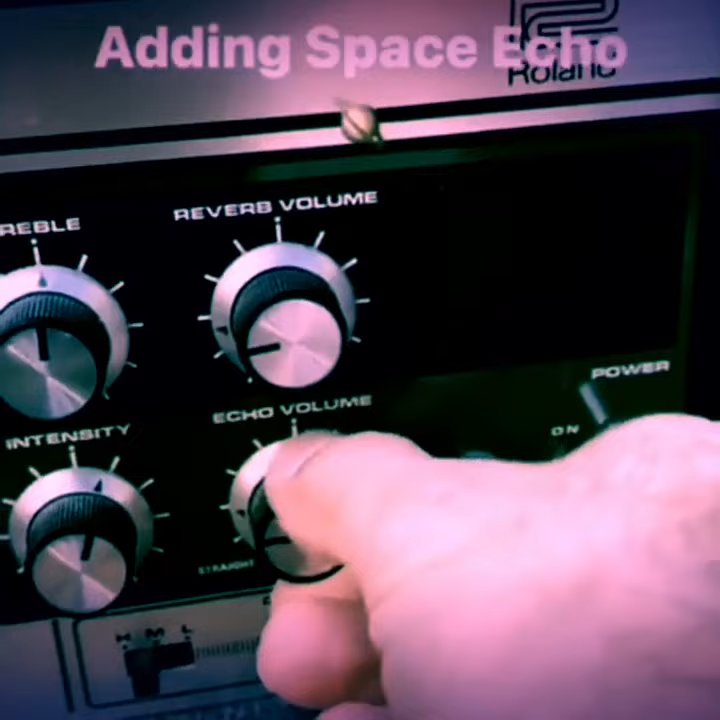 Adding Space Echo
Roland
REBLE
REVERB VOLUME
POWER
INTENSITY
ECHO VOLUME
ON
STRAIGHT
H M L